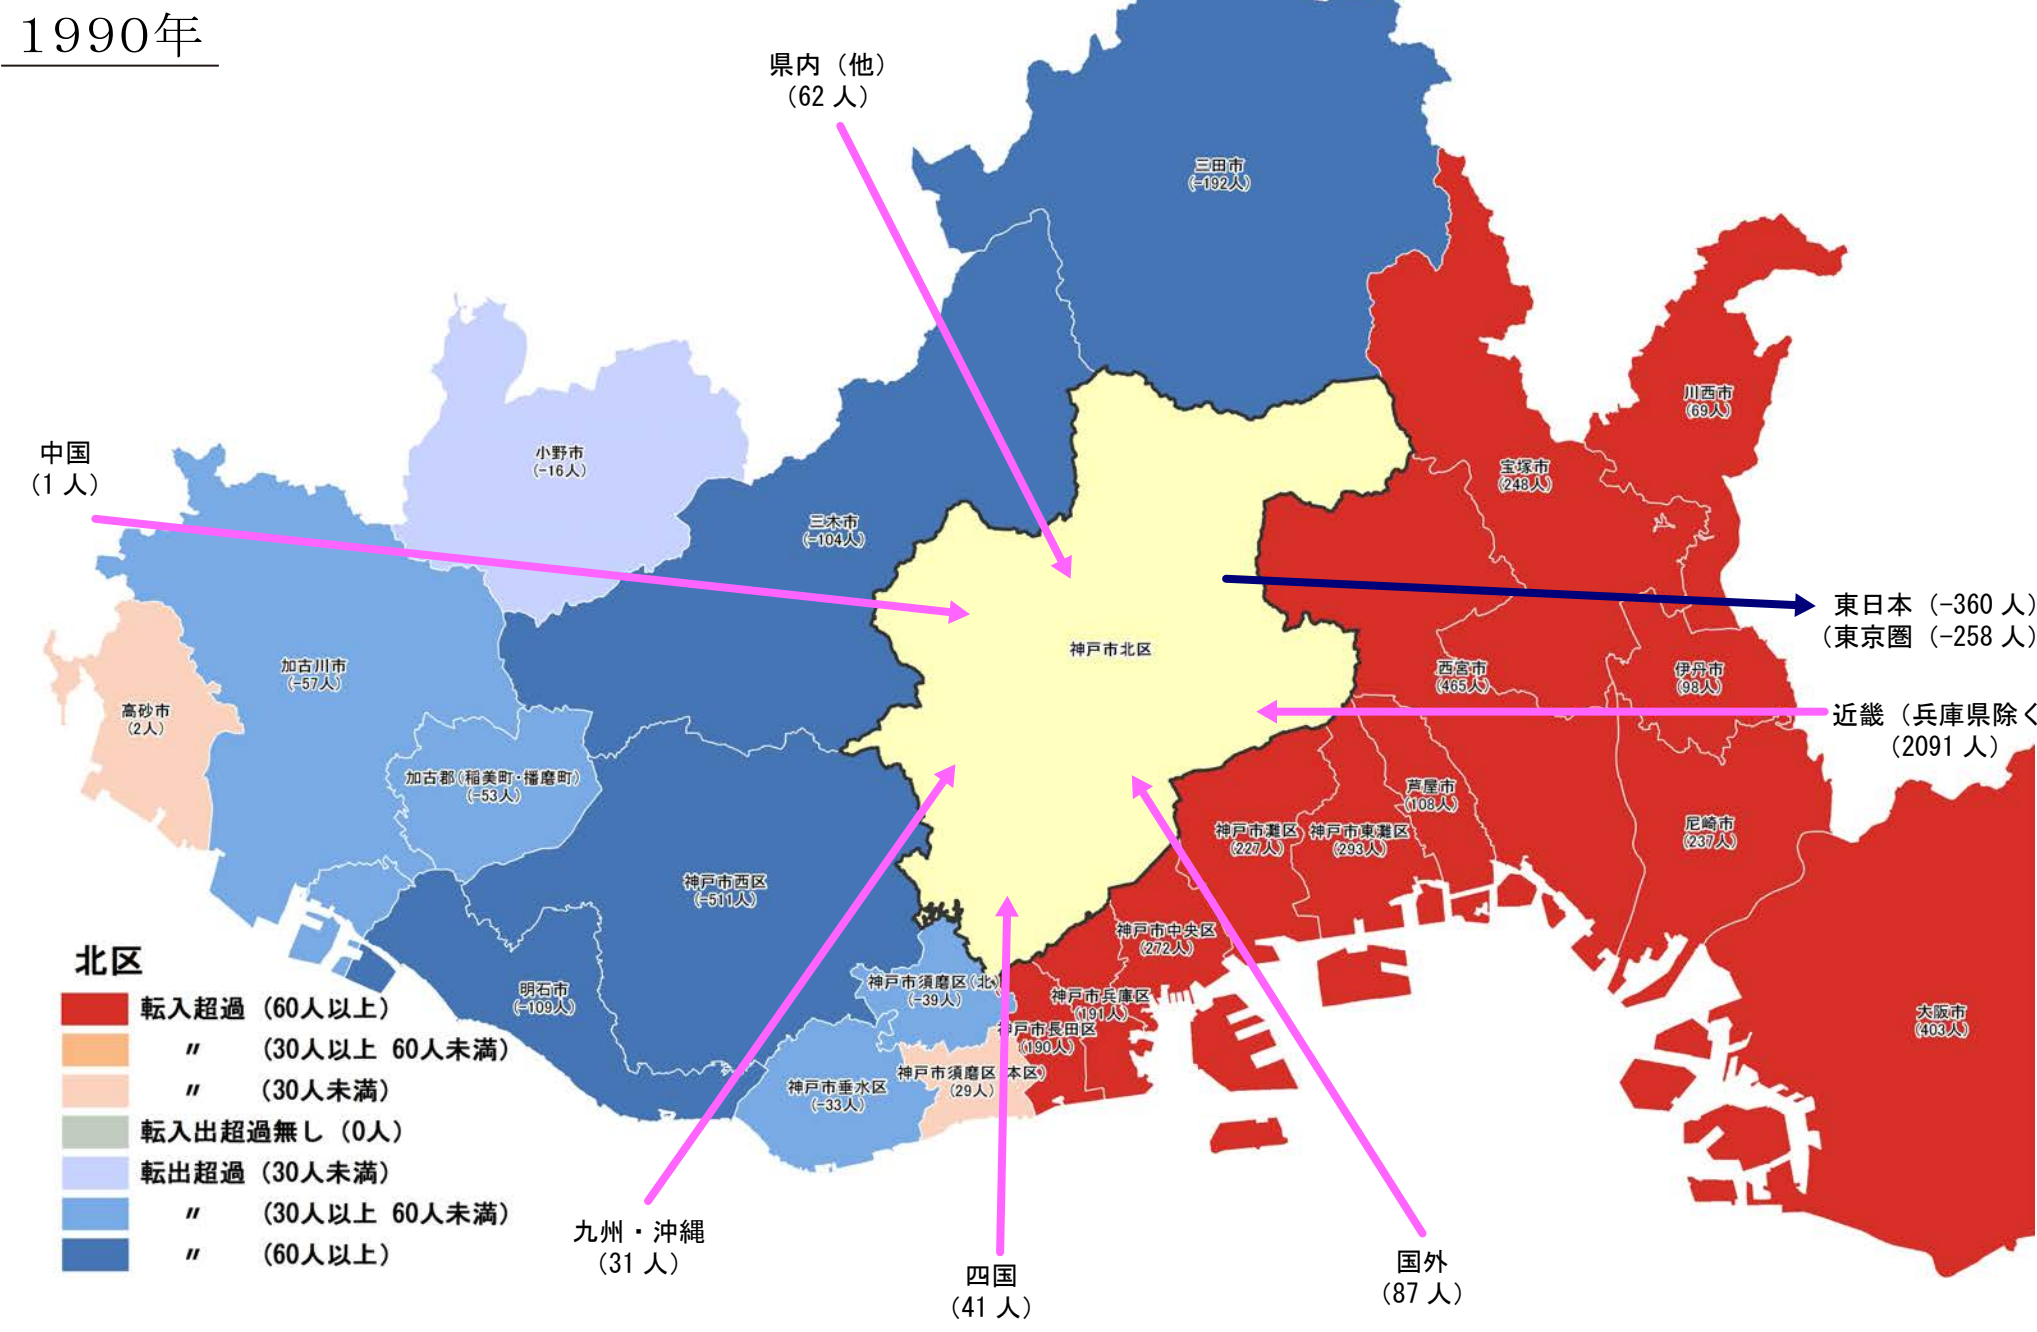 1990年
県内（他）
（62 人）
三田市
(-192人)
川西市
(69人)
中国
（1 人）
小野市
(-16人)
宝塚市
(248人)
三木市
(-104人)
東日本（-360 人）
（東京圏（-258 人）
神戸市北区
加古川市
(-57人)
西宮市
(465人)
伊丹市
(98人)
高砂市
(2人)
近畿（兵庫県除く
（2091 人）
加古郡(稲美町・播磨町)
(-53人)
芦屋市
(108人)
神戸市灘区
(227人)
神戸市東灘区
(293人)
尼崎市
(237人)
神戸市西区
(-511人)
神戸市中央区
(272人)
神戸市須磨区(北)
(-39人)
明石市
(-109人)
神戸市兵庫区
(191人)
大阪市
(403人)
神戸市長田区
(190人)
神戸市須磨区(本区)
(29人)
神戸市垂水区
(-33人)
北区
転入超過（60人以上）
〃（30人以上 60人未満）
〃（30人未満）
転入出超過無し（0人）
転出超過（30人未満）
〃（30人以上 60人未満）
〃（60人以上）
九州・沖縄
（31 人）
四国
（41 人）
国外
（87 人）